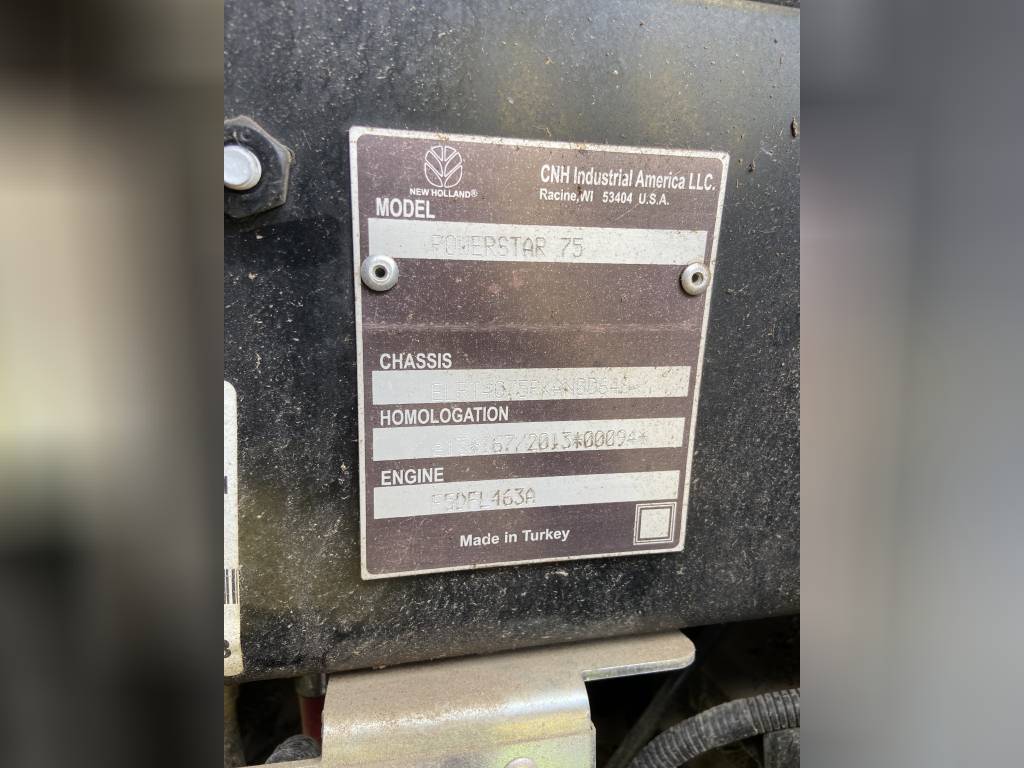 NEW HOLLAND®
CNH Industrial America LLC.
Racine,WI 53404 U.S.A.
MODEL
POWERSTAR 75
CHASSIS
HOMOLOGATION
ENGINE
F5DFL463A
Made in Turkey